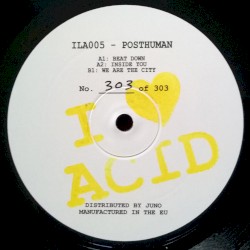 ILA005 - POSTHUMAN
A1: BEAT DOWN
A2: INSIDE YOU
B1: WE ARE THE CITY
No. 303 of 303
I
ACID
DISTRIBUTED BY JUNO
MANUFACTURED IN THE EU